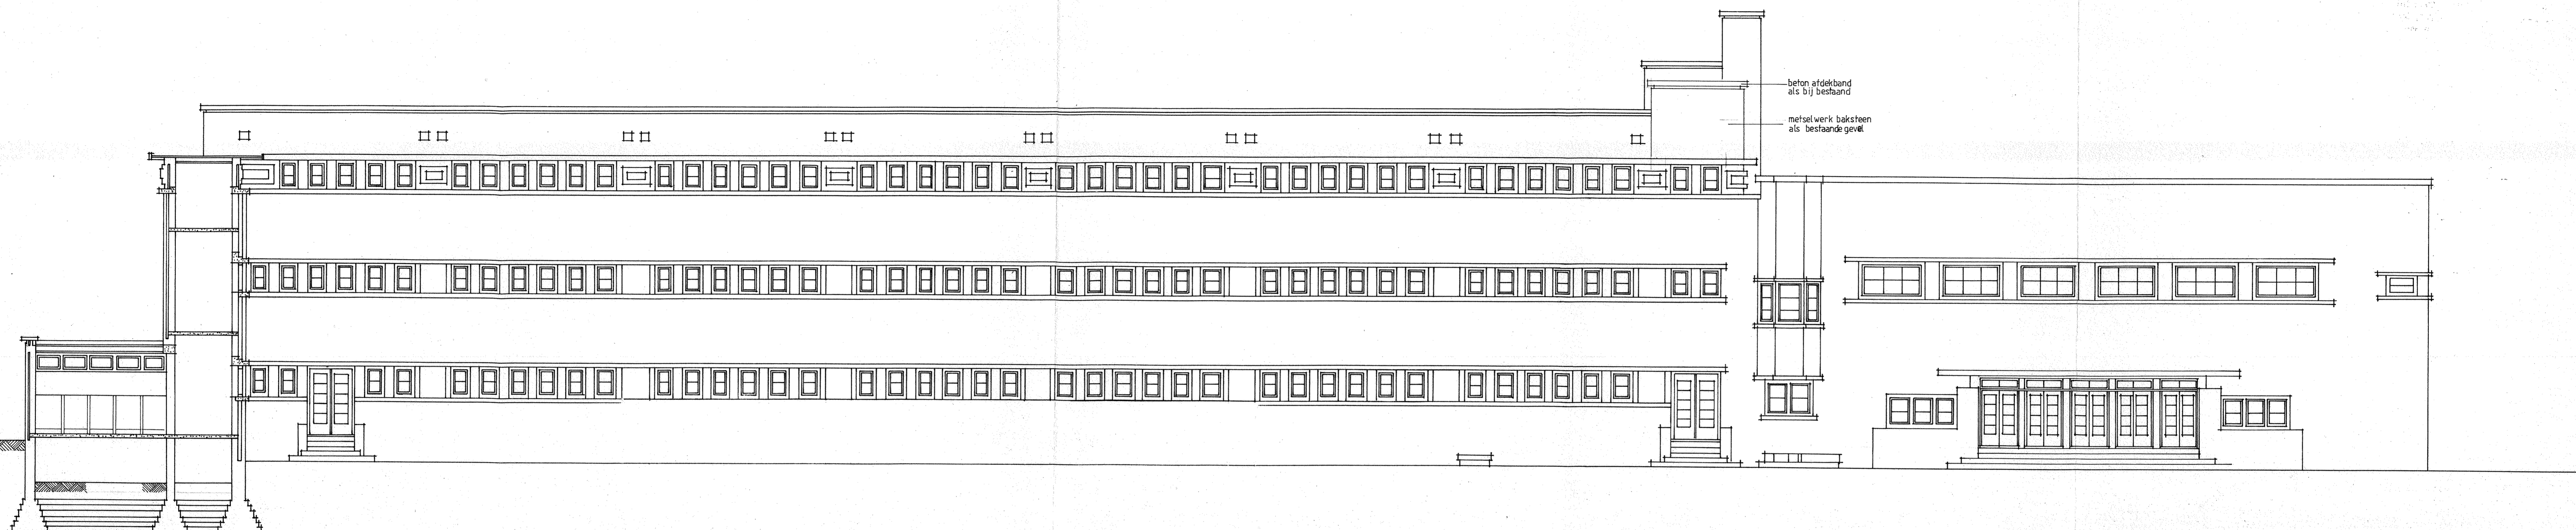 beton afdekband
als bij bestaand
metselwerk baksteen
als bestaande gevel